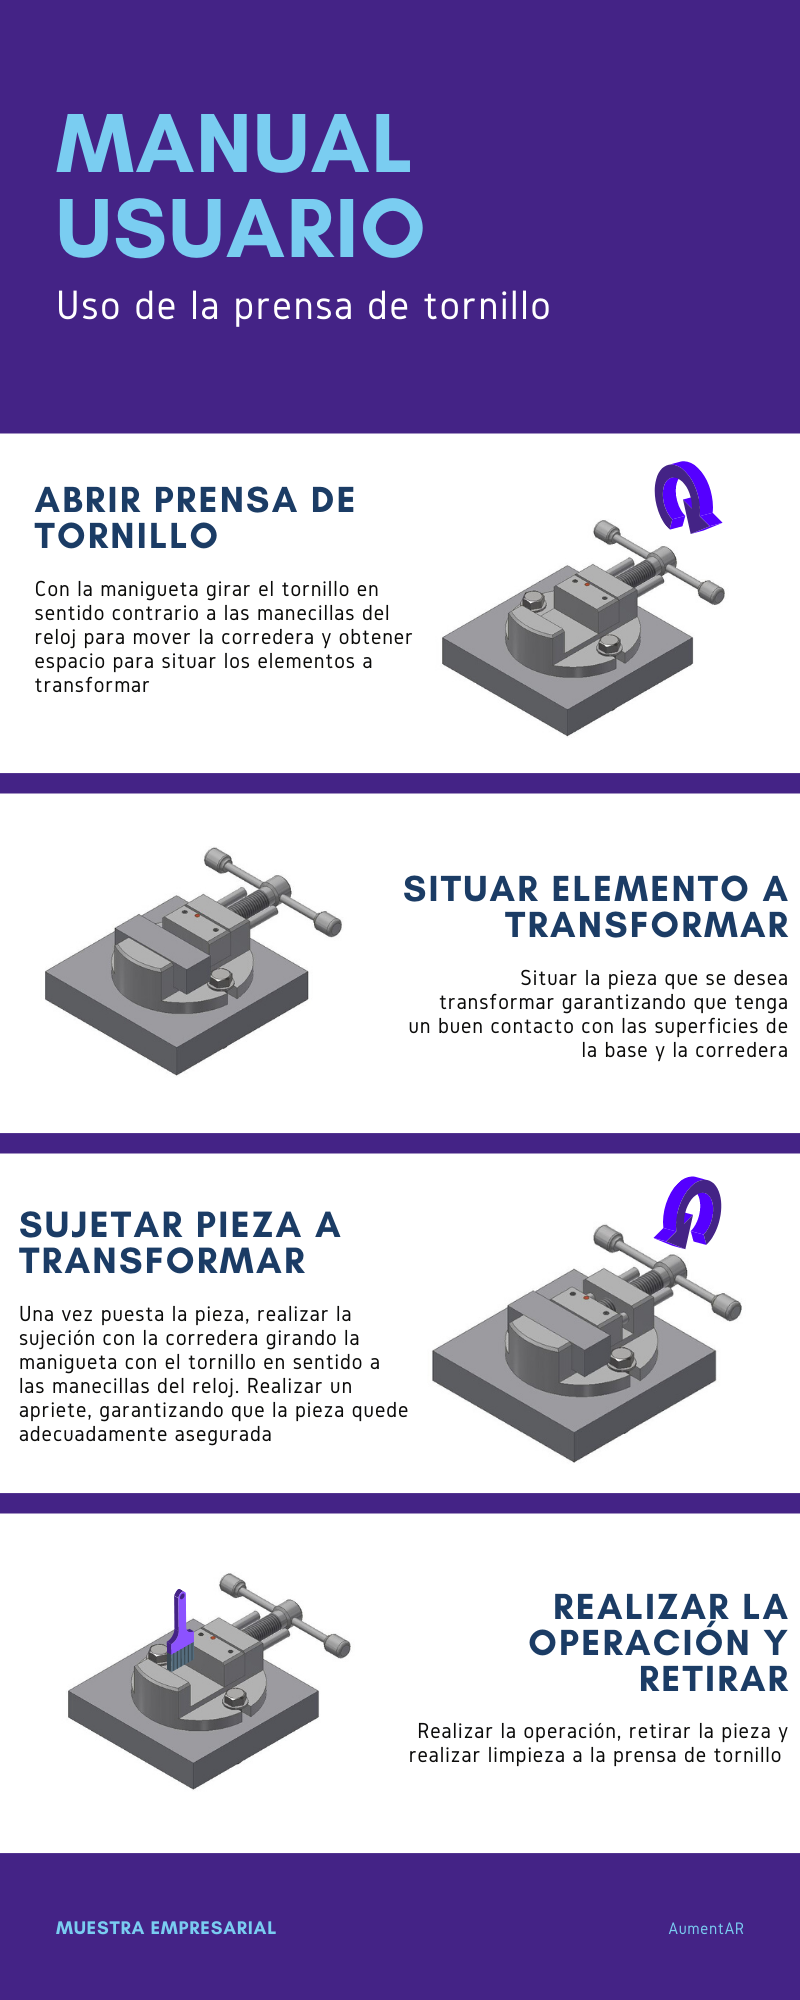 MANUAL
USUARIO
Uso de la prensa de tornillo
ABRIR PRENSA DE
TORNILLO
Con la manigueta girar el tornillo en
sentido contrario a las manecillas del
reloj para mover la corredera y obtener
espacio para situar los elementos a
transformar
SITUAR ELEMENTO A
TRANSFORMAR
Situar la pieza que se desea
transformar garantizando que tenga
un buen contacto con las superficies de
la base y la corredera
SUJETAR PIEZA A
TRANSFORMAR
Una vez puesta la pieza, realizar la
sujeción con la corredera girando la
manigueta con el tornillo en sentido a
las manecillas del reloj. Realizar un
apriete, garantizando que la pieza quede
adecuadamente asegurada
REALIZAR LA
OPERACIÓN Y
RETIRAR
Realizar la operación, retirar la pieza y
realizar limpieza a la prensa de tornillo
MUESTRA EMPRESARIAL
AumentAR